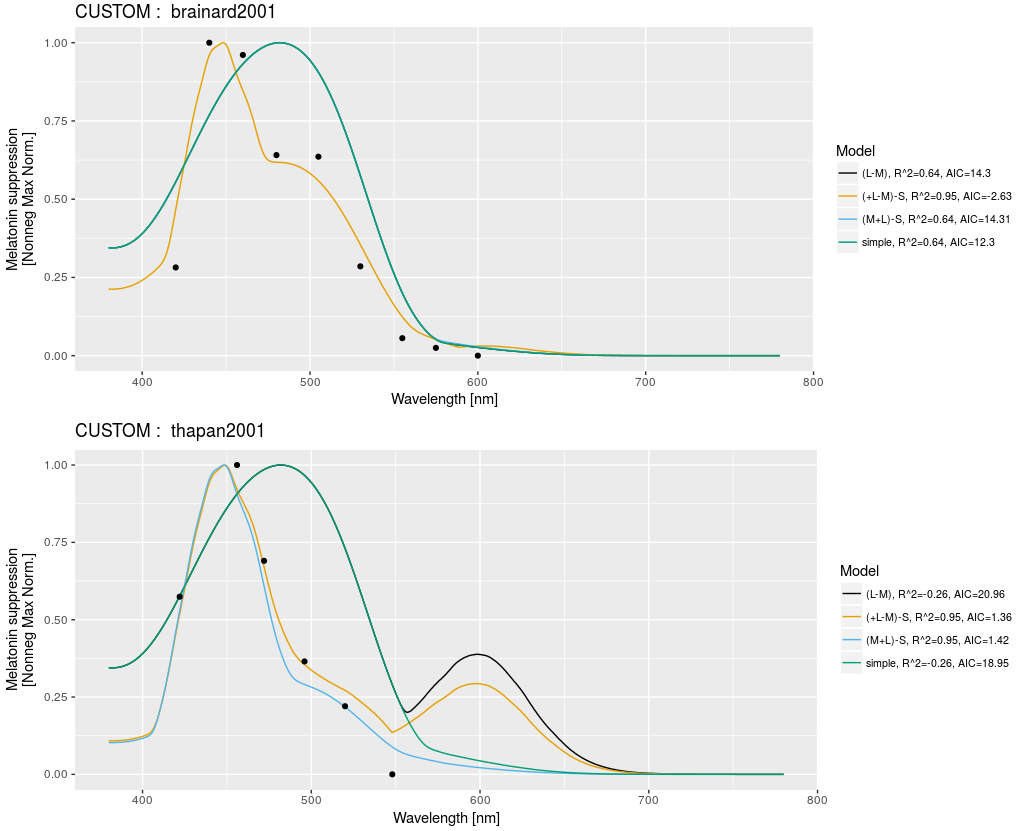 CUSTOM : brainard2001
1.00
0.75
0.50
0.25
0.00
Melatonin suppression
[Nonneg Max Norm.]
400
500
600
700
800
Wavelength [nm]
Model
(L-M), R^2=0.64, AIC=14.3
(+L-M)-S, R^2=0.95, AIC=-2.63
(M+L)-S, R^2=0.64, AIC=14.31
simple, R^2=0.64, AIC=12.3
CUSTOM : thapan2001
1.00
0.75
0.50
0.25
0.00
Melatonin suppression
[Nonneg Max Norm.]
400
500
600
700
800
Wavelength [nm]
Model
(L-M), R^2=-0.26, AIC=20.96
(+L-M)-S, R^2=0.95, AIC=1.36
(M+L)-S, R^2=0.95, AIC=1.42
simple, R^2=-0.26, AIC=18.95